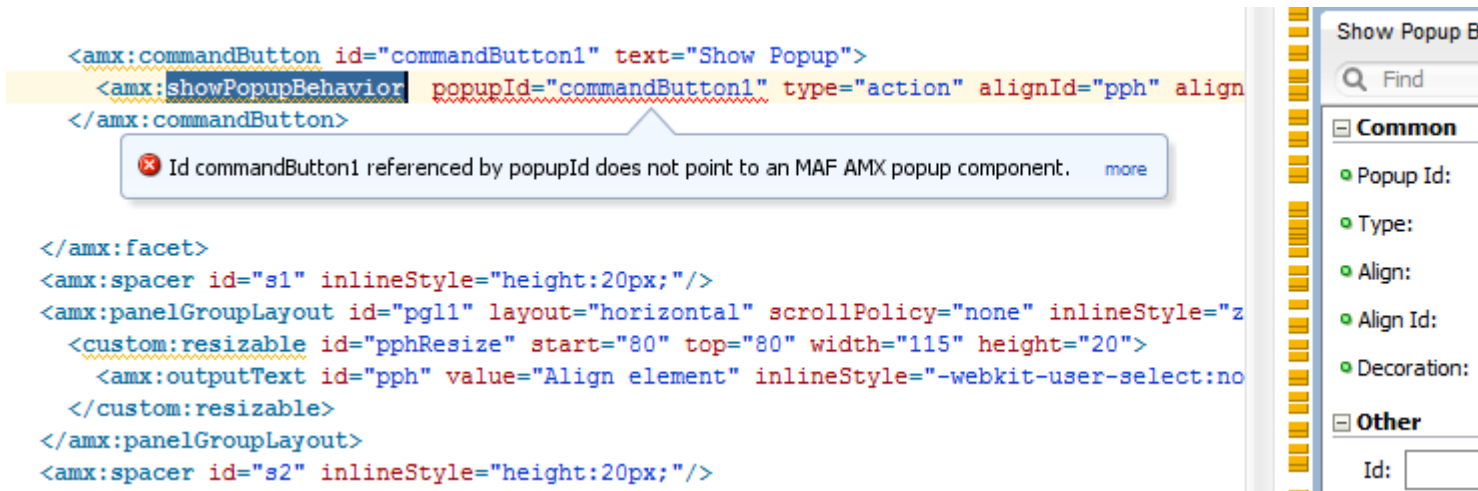 <amx:commandButton id="commandButton1" text="Show Popup">
<amx:showPopupBehavior popupId="commandButton1" type="action" alignId="pph" align
</amx:commandButton>
Id commandButton1 referenced by popupId does not point to an MAF AMX popup component. more
</amx:facet>
<amx:spacer id="s1" inlineStyle="height:20px;"/>
<amx:panelGroupLayout id="pgl1" layout="horizontal" scrollPolicy="none" inlineStyle="z
<custom:resizable id="pphResize" start="80" top="80" width="115" height="20">
<amx:outputText id="pph" value="Align element" inlineStyle="-webkit-user-select:no
</custom:resizable>
</amx:panelGroupLayout>
<amx:spacer id="s2" inlineStyle="height:20px;"/>
Show Popup B
Find
Common
Popup Id:
Type:
Align:
Align Id:
Decoration:
Other
Id: